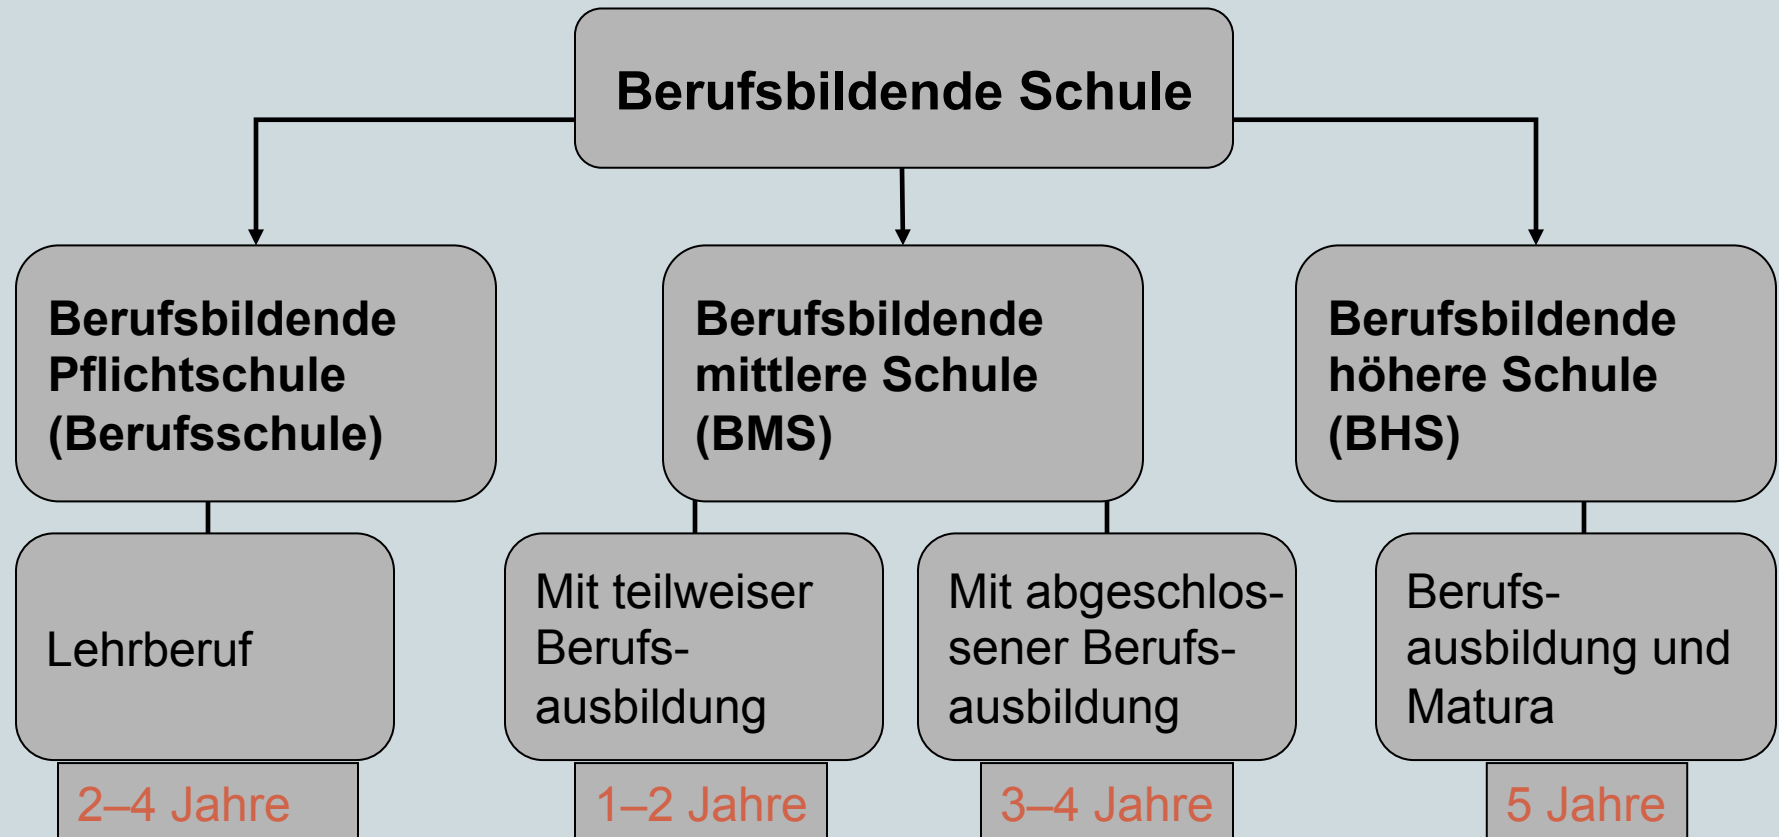 Berufsbildende Schule
Berufsbildende
Pflichtschule
(Berufsschule)
Berufsbildende
mittlere Schule
(BMS)
Berufsbildende
höhere Schule
(BHS)
Lehrberuf
Mit teilweiser
Berufs-
ausbildung
Mit abgeschlos-
sener Berufs-
ausbildung
Berufs-
ausbildung und
Matura
2–4 Jahre
1–2 Jahre
3–4 Jahre
5 Jahre